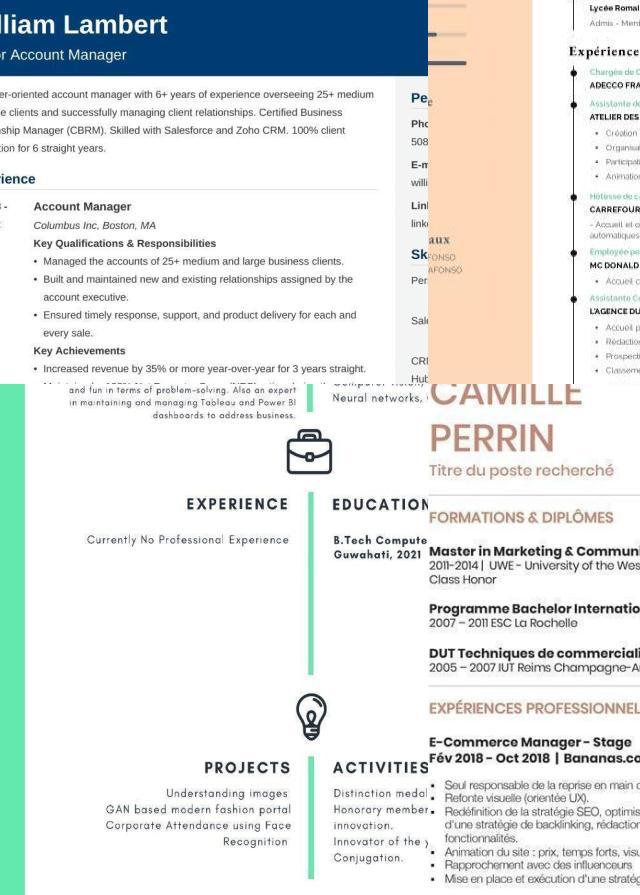 lliam Lambert
r Account Manager
er-oriented account manager with 6+ years of experience overseeing 25+ medium
e clients and successfully managing client relationships. Certified Business
nship Manager (CBRM). Skilled with Salesforce and Zoho CRM. 100% client
tion for 6 straight years.
rience
Account Manager
Columbus Inc, Boston, MA
Key Qualifications & Responsibilities
• Managed the accounts of 25+ medium and large business clients.
• Built and maintained new and existing relationships assigned by the
account executive.
• Ensured timely response, support, and product delivery for each and
every sale.
Key Achievements
• Increased revenue by 35% or more year-over-year for 3 years straight.
Pe
Pho
508
E-m
willi
Linl
link
Sk
Per
Sale
CRM
Hub
aux
FONSO
AFONSO
Lycée Romai
Admis - Ment
Expérience
Chargée de C
ADECCO FRA
Assistante de
ATELIER DES
• Création
• Organisa
• Participat
• Animation
Hôtesse de ca
CARREFOUR
- Accueil et o
automatiques
Employée po
MC DONALD
• Accueil c
Assistante Co
L'AGENCE DU
• Accueil p
• Rédaction
• Prospecti
• Classeme
and fun in terms of problem-solving. Also an expert
in maintaining and managing Tableau and Power BI
dashboards to address business.
Neural networks,
EXPERIENCE
Currently No Professional Experience
EDUCATION
B.Tech Compute
Guwahati, 2021
PROJECTS
Understanding images
GAN based modern fashion portal
Corporate Attendance using Face
Recognition
ACTIVITIES
Distinction medal
Honorary member
innovation.
Innovator of the y
Conjugation.
CAMILLE
PERRIN
Titre du poste recherché
FORMATIONS & DIPLÔMES
Master in Marketing & Communi
2011-2014 | UWE - University of the Wes
Class Honor
Programme Bachelor Internatio
2007 – 2011 ESC La Rochelle
DUT Techniques de commerciali
2005 – 2007 IUT Reims Champagne-A
EXPÉRIENCES PROFESSIONNEL
E-Commerce Manager - Stage
Fév 2018 - Oct 2018 | Bananas.co
• Seul responsable de la reprise en main d
• Refonte visuelle (orientée UX).
• Redéfinition de la stratégie SEO, optimis
d'une stratégie de backlinking, rédaction
fonctionnalités.
• Animation du site : prix, temps forts, visu
• Rapprochement avec des influenceurs
• Mise en place et exécution d'une stratég